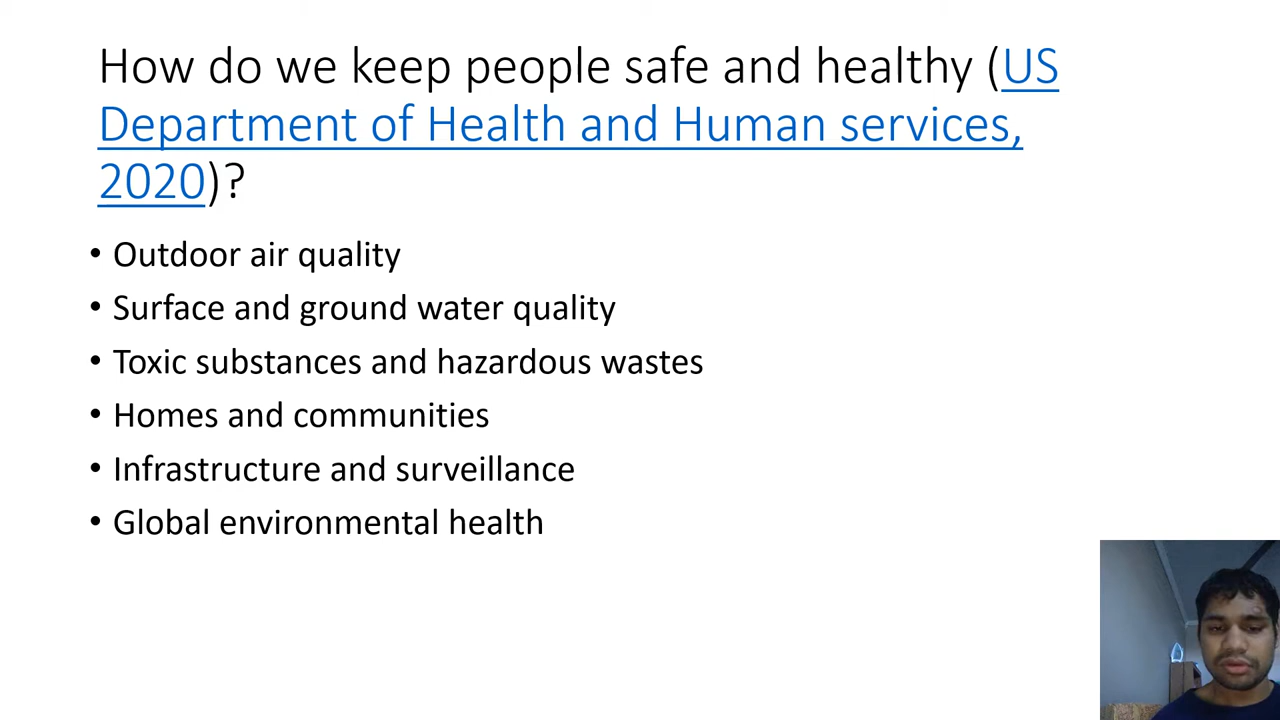 How do we keep people safe and healthy (US
Department of Health and Human services,
2020)?
• Outdoor air quality
• Surface and ground water quality
• Toxic substances and hazardous wastes
• Homes and communities
• Infrastructure and surveillance
• Global environmental health